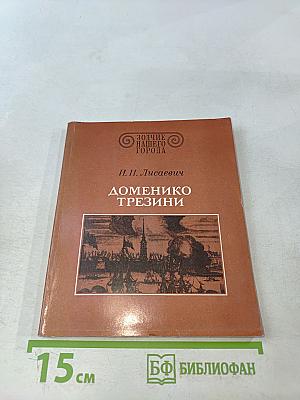 ЗОДЧИЕ
НАШЕГО
ГОРОДА
И. И. Лисаевич
ДОМЕНИКО
ТРЕЗИНИ
15 см
БФ БИБЛИОФАН